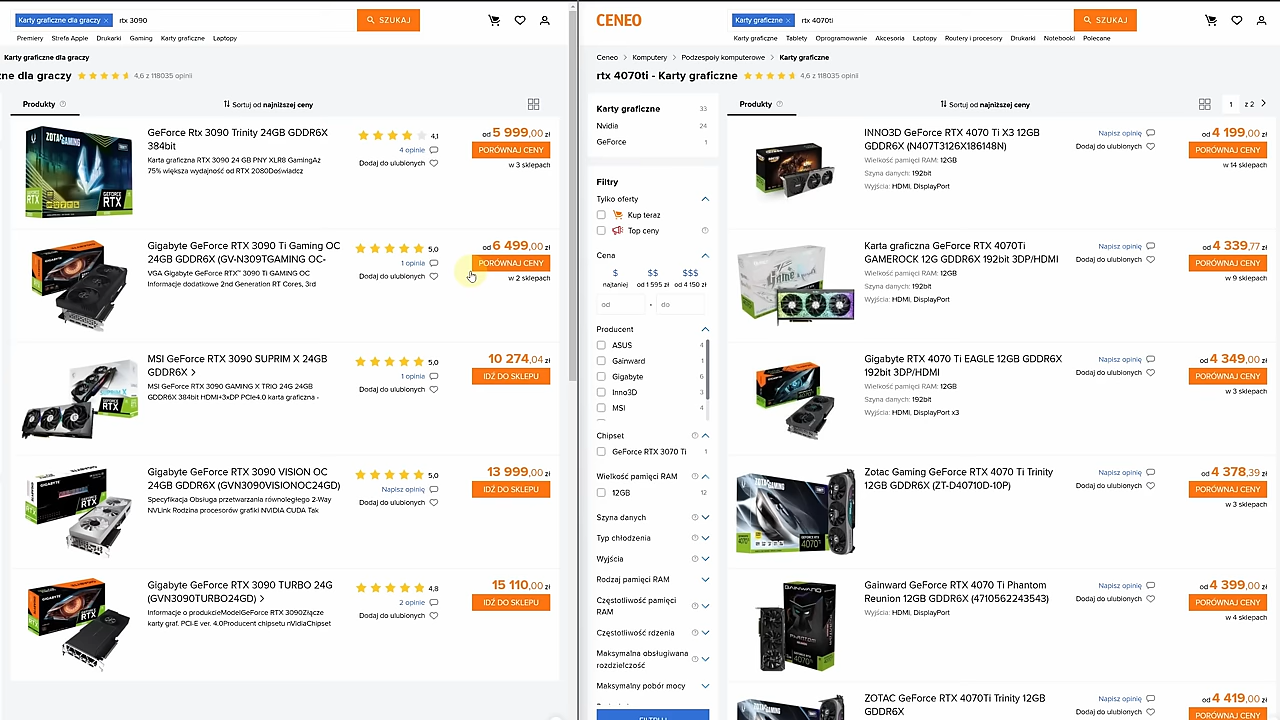 Karty graficzne dla graczy ×
rtx 3090
SZUKAJ
Premiery Strefa Apple Drukarki Gaming Karty graficzne Laptopy
Karty graficzne dla graczy
zne dla graczy 4,6 z 118035 opinii
Produkty
Sortuj od najniższej ceny
GeForce Rtx 3090 Trinity 24GB GDDR6X
384bit
Karta graficzna RTX 3090 24 GB PNY XLR8 GamingAż
75% większa wydajność od RTX 2080Doświadcz
4,1
4 opinie
Dodaj do ulubionych
od 5 999,00 zł
PORÓWNAJ CENY
w 3 sklepach
Gigabyte GeForce RTX 3090 Ti Gaming OC
24GB GDDR6X (GV-N309TGAMING OC-
VGA Gigabyte GeForce RTX™ 3090 Ti GAMING OC
Informacje dodatkowe 2nd Generation RT Cores, 3rd
5,0
1 opinia
Dodaj do ulubionych
od 6 499,00 zł
PORÓWNAJ CENY
w 2 sklepach
MSI GeForce RTX 3090 SUPRIM X 24GB
GDDR6X >
MSI GeForce RTX 3090 GAMING X TRIO 24G 24GB
GDDR6X 384bit HDMI+3xDP PCIe4.0 karta graficzna -
5,0
1 opinia
Dodaj do ulubionych
10 274,04 zł
IDŹ DO SKLEPU
Gigabyte GeForce RTX 3090 VISION OC
24GB GDDR6X (GVN3090VISIONOC24GD)
Specyfikacja Obsługa przetwarzania równoległego 2-Way
NVLink Rodzina procesorów grafiki NVIDIA CUDA Tak
5,0
Napisz opinię
Dodaj do ulubionych
13 999,00 zł
IDŹ DO SKLEPU
Gigabyte GeForce RTX 3090 TURBO 24G
(GVN3090TURBO24GD) >
Informacje o produkcieModelGeForce RTX 3090Złącze
karty graf. PCI-E ver. 4.0Producent chipsetu nVidiaChipset
4,8
2 opinie
Dodaj do ulubionych
15 110,00 zł
IDŹ DO SKLEPU
CENEO
Karty graficzne ×
rtx 4070ti
SZUKAJ
Karty graficzne Tablety Oprogramowanie Akcesoria Laptopy Routery i procesory Drukarki Notebooki Polecane
Ceneo > Komputery > Podzespoły komputerowe > Karty graficzne
rtx 4070ti - Karty graficzne 4,6 z 118035 opinii
Karty graficzne 33
Nvidia 24
GeForce 1
Filtry
Tylko oferty
Kup teraz
Top ceny
Cena
$ $$ $$$
najtaniej od 1 595 zł od 4 150 zł
od - do
Producent
ASUS 4
Gainward 1
Gigabyte 6
Inno3D 3
MSI 4
Chipset
GeForce RTX 3070 Ti 1
Wielkość pamięci RAM
12GB 12
Szyna danych
Typ chłodzenia
Wyjścia
Rodzaj pamięci RAM
Częstotliwość pamięci
RAM
Częstotliwość rdzenia
Maksymalna obsługiwana
rozdzielczość
Maksymalny pobór mocy
FILTRUJ
Produkty
Sortuj od najniższej ceny
1 z 2 >
INNO3D GeForce RTX 4070 Ti X3 12GB
GDDR6X (N407T3126X186148N)
Wielkość pamięci RAM: 12GB
Szyna danych: 192bit
Wyjścia: HDMI, DisplayPort
Napisz opinię
Dodaj do ulubionych
od 4 199,00 zł
PORÓWNAJ CENY
w 14 sklepach
Karta graficzna GeForce RTX 4070Ti
GAMEROCK 12G GDDR6X 192bit 3DP/HDMI
Wielkość pamięci RAM: 12GB
Szyna danych: 192bit
Wyjścia: HDMI, DisplayPort
Napisz opinię
Dodaj do ulubionych
od 4 339,77 zł
PORÓWNAJ CENY
w 9 sklepach
Gigabyte RTX 4070 Ti EAGLE 12GB GDDR6X
192bit 3DP/HDMI
Wielkość pamięci RAM: 12GB
Szyna danych: 192bit
Wyjścia: HDMI, DisplayPort x3
Napisz opinię
Dodaj do ulubionych
od 4 349,00 zł
PORÓWNAJ CENY
w 3 sklepach
Zotac Gaming GeForce RTX 4070 Ti Trinity
12GB GDDR6X (ZT-D40710D-10P)
Napisz opinię
Dodaj do ulubionych
od 4 378,39 zł
PORÓWNAJ CENY
w 3 sklepach
Gainward GeForce RTX 4070 Ti Phantom
Reunion 12GB GDDR6X (4710562243543)
Wyjścia: HDMI, DisplayPort
Napisz opinię
Dodaj do ulubionych
od 4 399,00 zł
PORÓWNAJ CENY
w 4 sklepach
ZOTAC GeForce RTX 4070Ti Trinity 12GB
GDDR6X
Napisz opinię
Dodaj do ulubionych
od 4 419,00 zł
PORÓWNAJ CENY